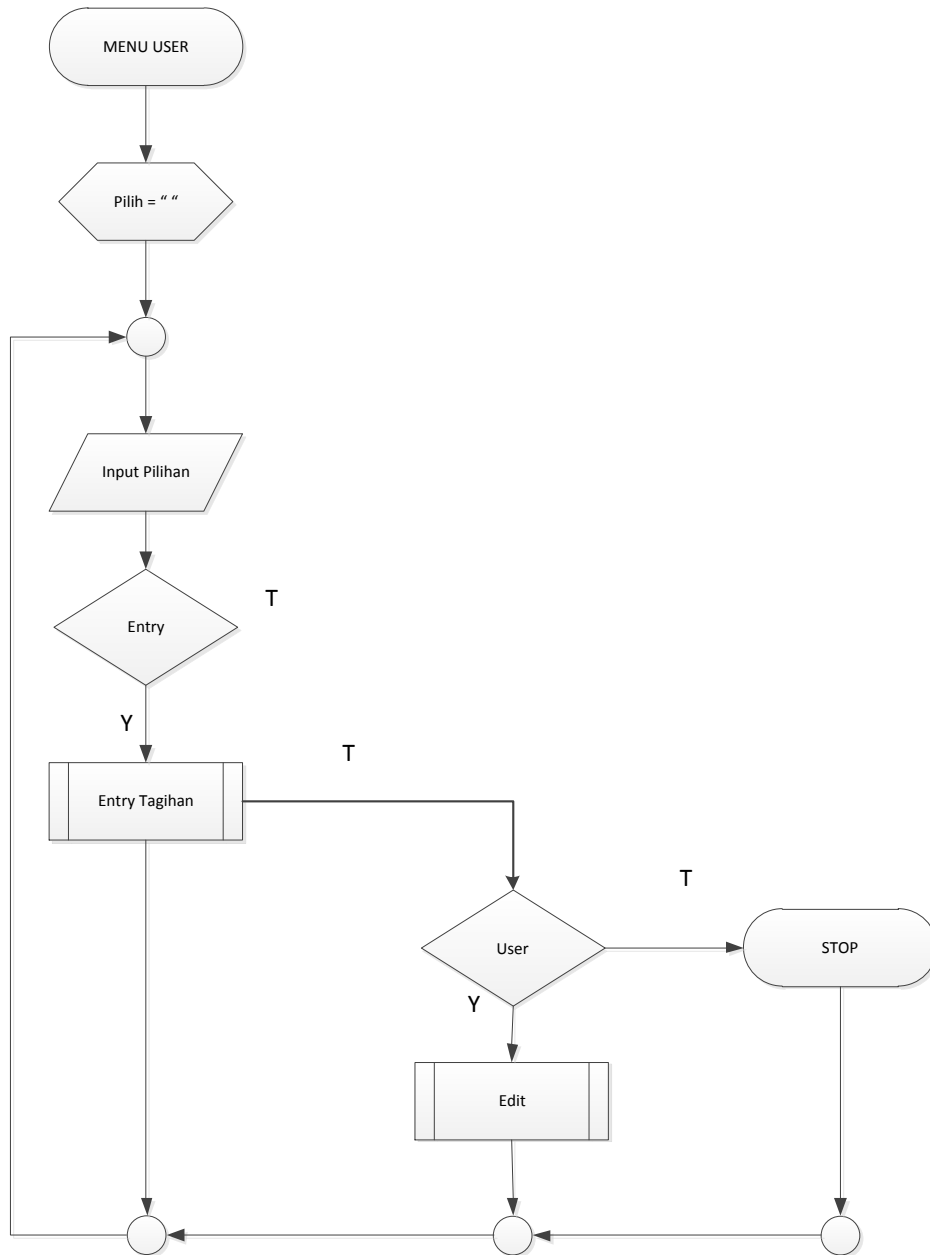 MENU USER
Pilih = “ “
Input Pilihan
Entry
T
Y
Entry Tagihan
T
User
T
STOP
Y
Edit